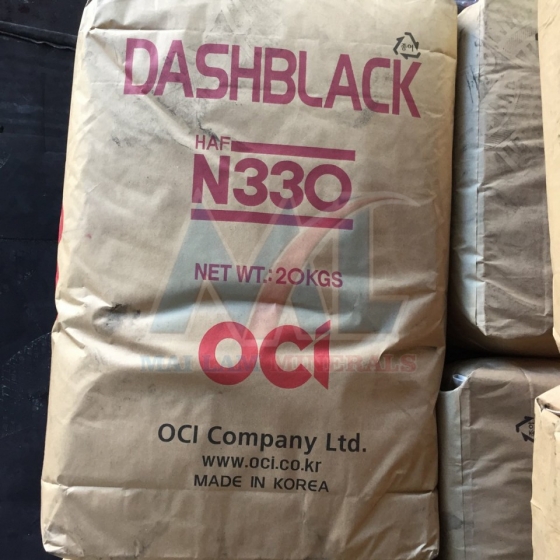 DASHBLACK
HAF
N330
NET WT.: 20KGS
OCI
OCI Company Ltd.
www.oci.co.kr
MADE IN KOREA